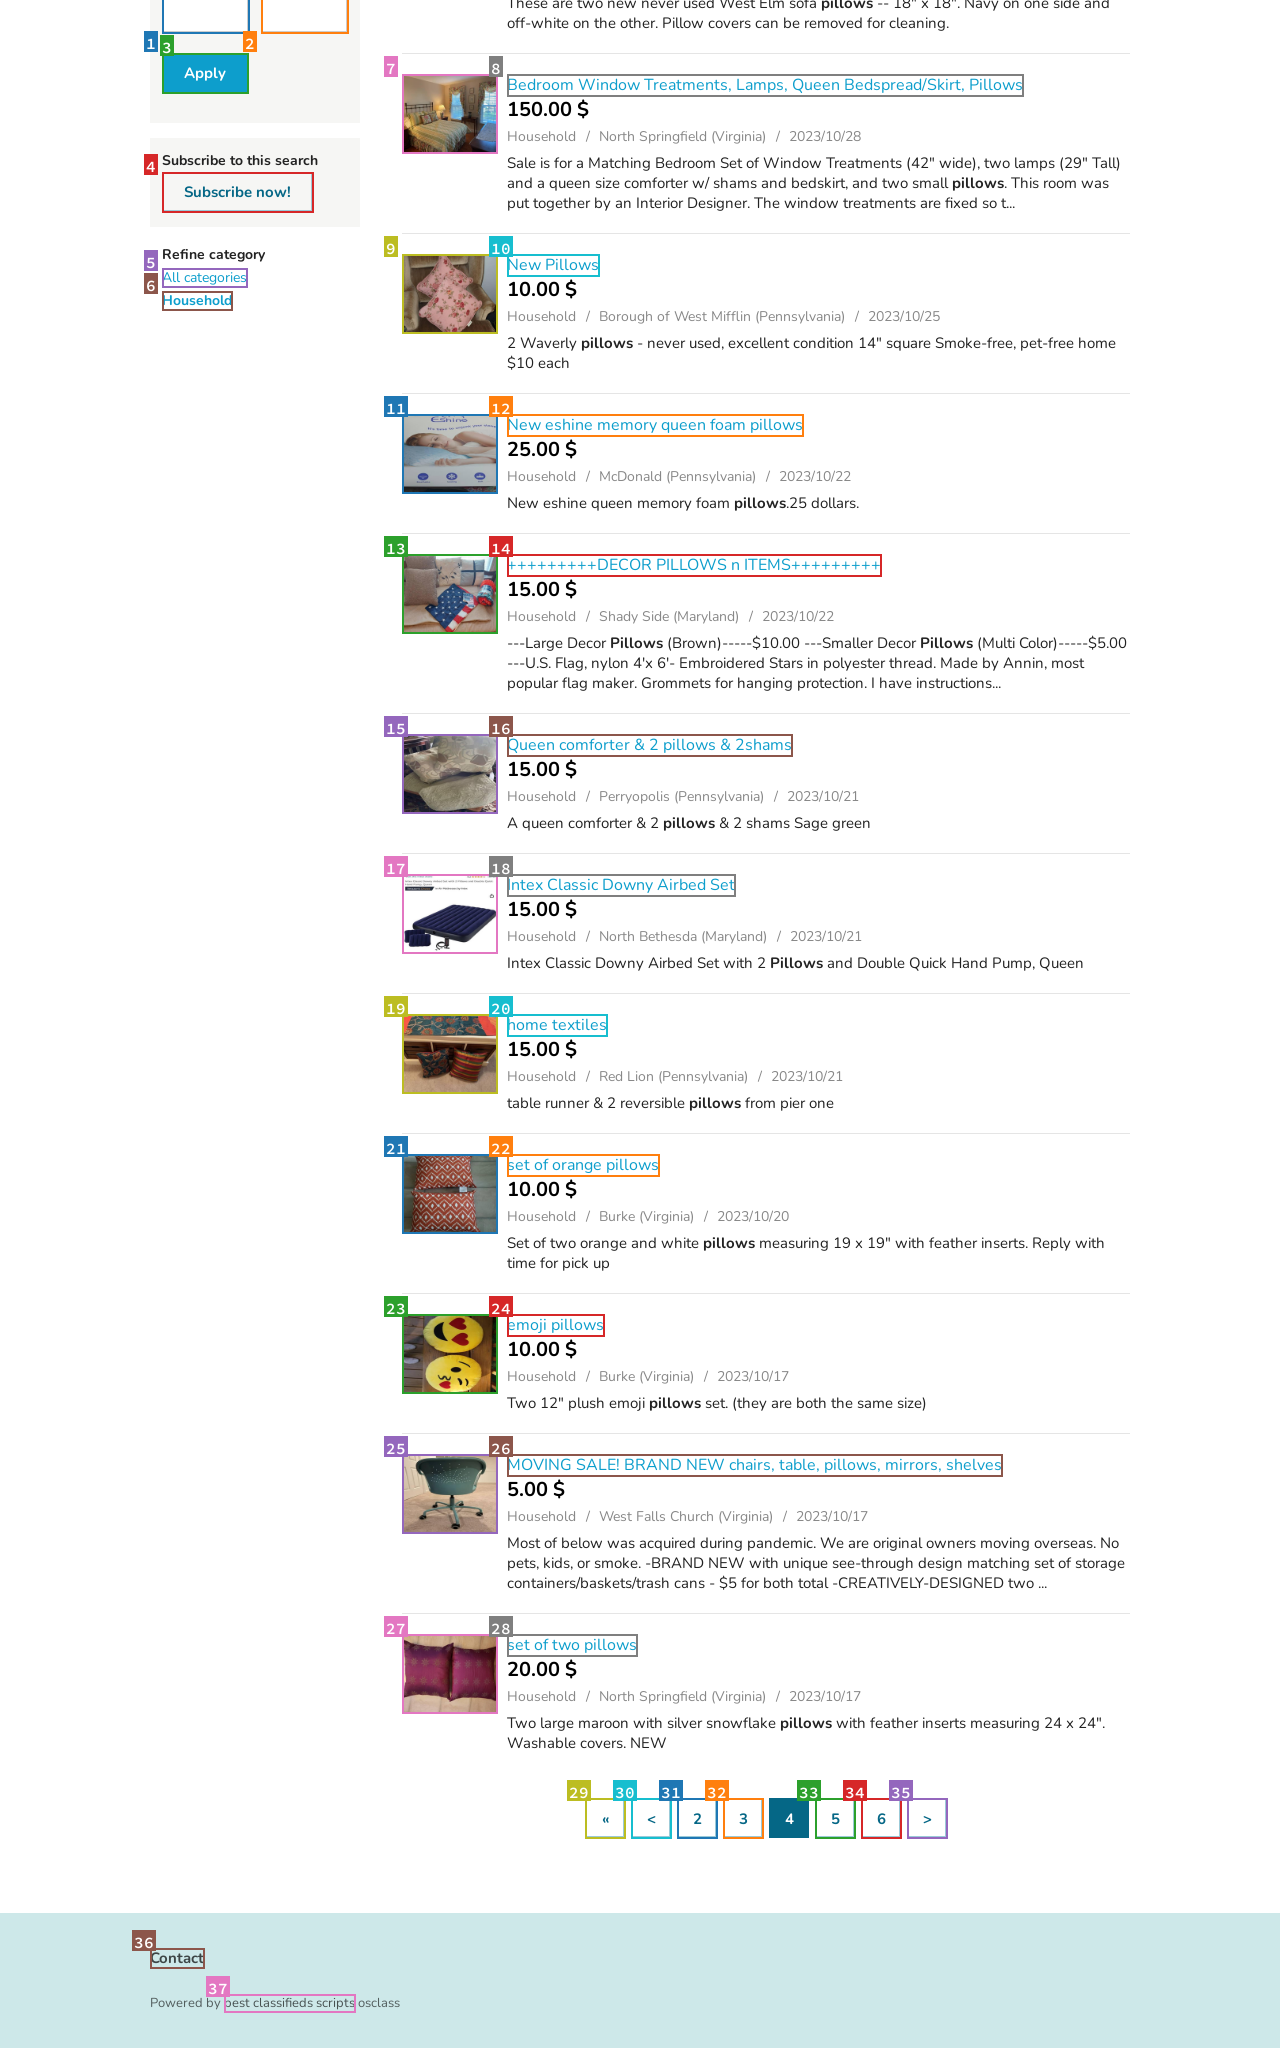 These are two new never used West Elm sofa pillows -- 18" x 18". Navy on one side and
off-white on the other. Pillow covers can be removed for cleaning.
1
2
3
Apply
4
Subscribe to this search
Subscribe now!
Refine category
5
All categories
6
Household
7
8
Bedroom Window Treatments, Lamps, Queen Bedspread/Skirt, Pillows
150.00 $
Household / North Springfield (Virginia) / 2023/10/28
Sale is for a Matching Bedroom Set of Window Treatments (42" wide), two lamps (29" Tall)
and a queen size comforter w/ shams and bedskirt, and two small pillows. This room was
put together by an Interior Designer. The window treatments are fixed so t...
9
10
New Pillows
10.00 $
Household / Borough of West Mifflin (Pennsylvania) / 2023/10/25
2 Waverly pillows - never used, excellent condition 14" square Smoke-free, pet-free home
$10 each
11
12
Eshine
New eshine memory queen foam pillows
25.00 $
Household / McDonald (Pennsylvania) / 2023/10/22
New eshine queen memory foam pillows.25 dollars.
13
14
+++++++++DECOR PILLOWS n ITEMS+++++++++
15.00 $
Household / Shady Side (Maryland) / 2023/10/22
---Large Decor Pillows (Brown)-----$10.00 ---Smaller Decor Pillows (Multi Color)-----$5.00
---U.S. Flag, nylon 4'x 6'- Embroidered Stars in polyester thread. Made by Annin, most
popular flag maker. Grommets for hanging protection. I have instructions...
15
16
Queen comforter & 2 pillows & 2shams
15.00 $
Household / Perryopolis (Pennsylvania) / 2023/10/21
A queen comforter & 2 pillows & 2 shams Sage green
17
18
Intex Classic Downy Airbed Set
15.00 $
Household / North Bethesda (Maryland) / 2023/10/21
Intex Classic Downy Airbed Set with 2 Pillows and Double Quick Hand Pump, Queen
19
20
home textiles
15.00 $
Household / Red Lion (Pennsylvania) / 2023/10/21
table runner & 2 reversible pillows from pier one
21
22
set of orange pillows
10.00 $
Household / Burke (Virginia) / 2023/10/20
Set of two orange and white pillows measuring 19 x 19" with feather inserts. Reply with
time for pick up
23
24
emoji pillows
10.00 $
Household / Burke (Virginia) / 2023/10/17
Two 12" plush emoji pillows set. (they are both the same size)
25
26
MOVING SALE! BRAND NEW chairs, table, pillows, mirrors, shelves
5.00 $
Household / West Falls Church (Virginia) / 2023/10/17
Most of below was acquired during pandemic. We are original owners moving overseas. No
pets, kids, or smoke. -BRAND NEW with unique see-through design matching set of storage
containers/baskets/trash cans - $5 for both total -CREATIVELY-DESIGNED two ...
27
28
set of two pillows
20.00 $
Household / North Springfield (Virginia) / 2023/10/17
Two large maroon with silver snowflake pillows with feather inserts measuring 24 x 24".
Washable covers. NEW
29 30 31 32 33 34 35
« < 2 3 4 5 6 >
36
Contact
37
Powered by best classifieds scripts osclass